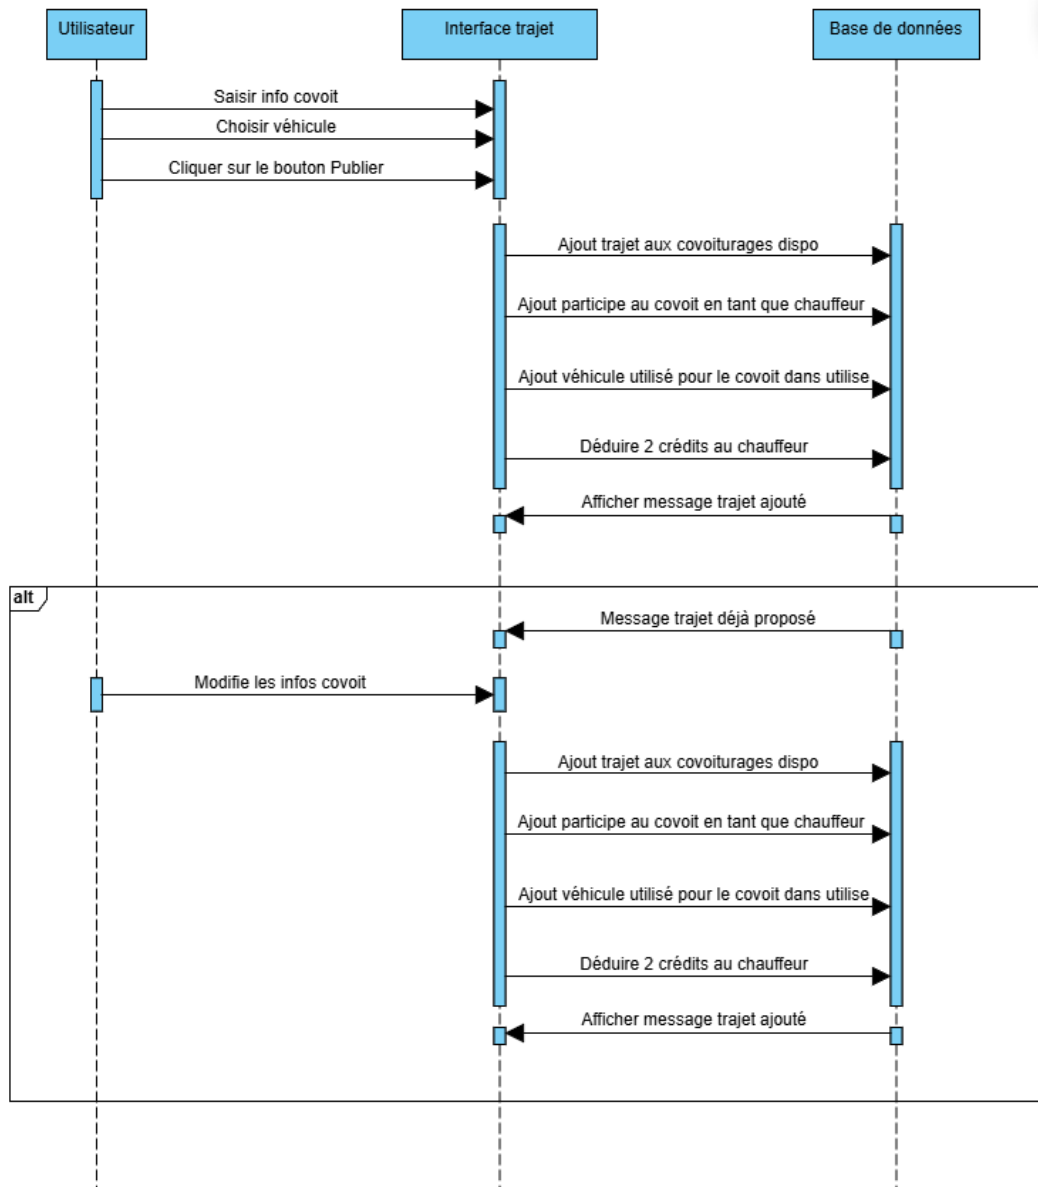 Utilisateur
Interface trajet
Base de données
Saisir info covoit
Choisir véhicule
Cliquer sur le bouton Publier
Ajout trajet aux covoiturages dispo
Ajout participe au covoit en tant que chauffeur
Ajout véhicule utilisé pour le covoit dans utilise
Déduire 2 crédits au chauffeur
Afficher message trajet ajouté
alt
Message trajet déjà proposé
Modifie les infos covoit
Ajout trajet aux covoiturages dispo
Ajout participe au covoit en tant que chauffeur
Ajout véhicule utilisé pour le covoit dans utilise
Déduire 2 crédits au chauffeur
Afficher message trajet ajouté